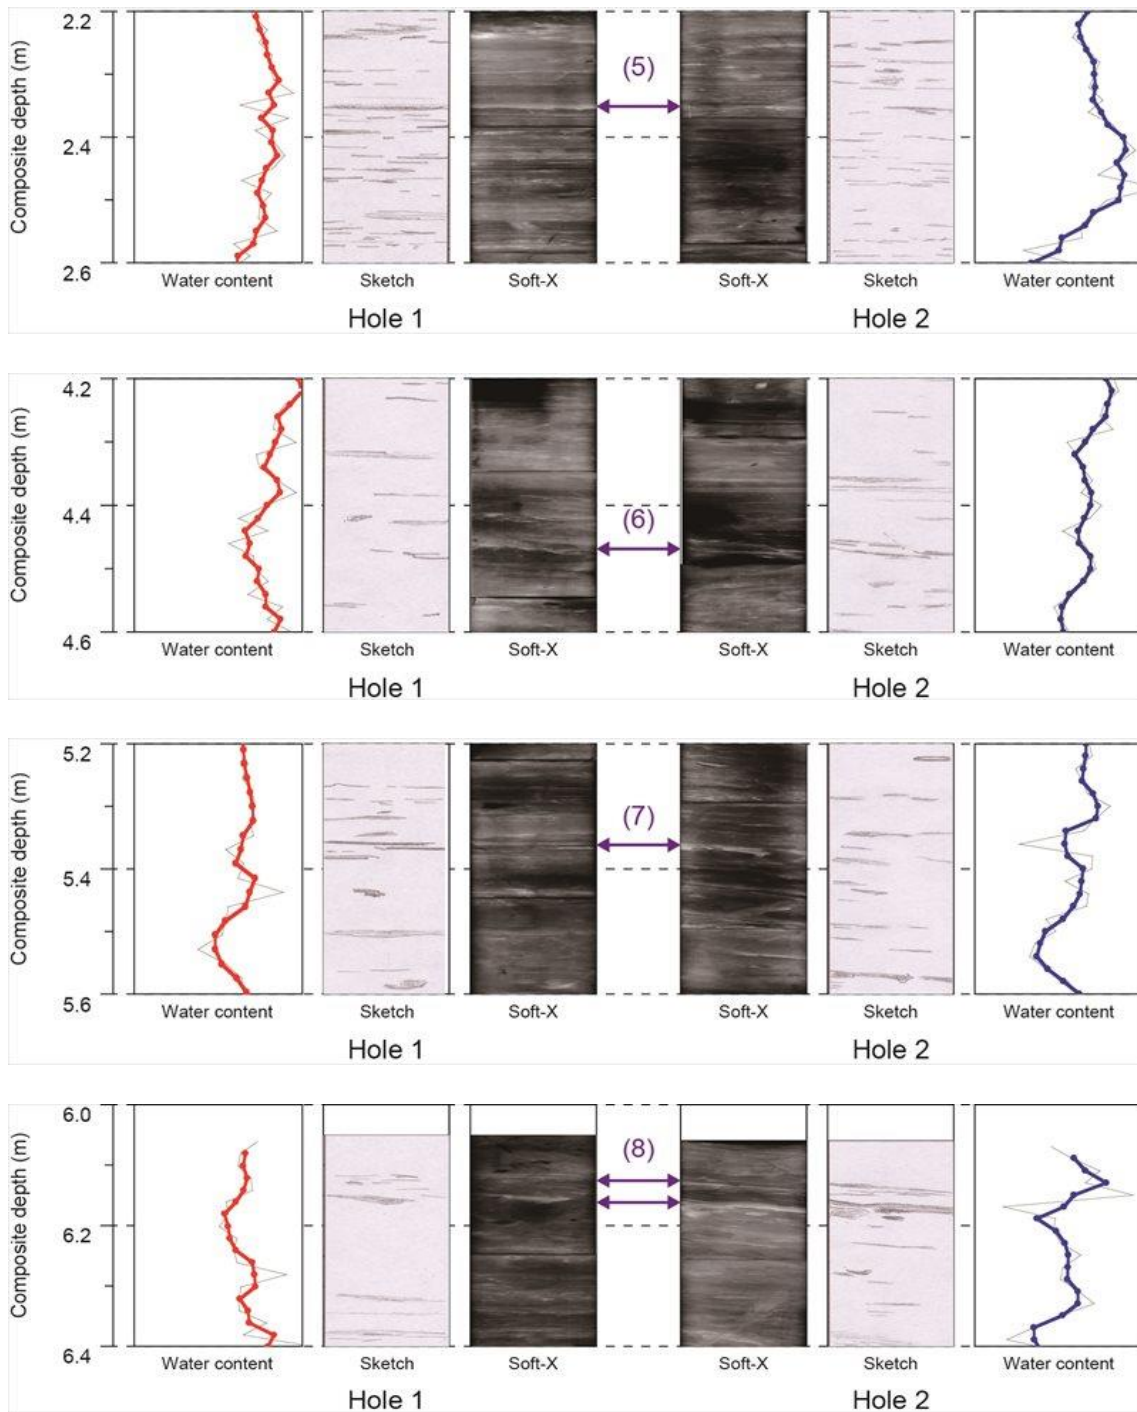 2.2
(5)
Composite depth (m)
2.4
2.6
Water content Sketch Soft-X Soft-X Sketch Water content
Hole 1 Hole 2
4.2
Composite depth (m)
4.4
(6)
4.6
Water content Sketch Soft-X Soft-X Sketch Water content
Hole 1 Hole 2
5.2
(7)
Composite depth (m)
5.4
5.6
Water content Sketch Soft-X Soft-X Sketch Water content
Hole 1 Hole 2
6.0
(8)
Composite depth (m)
6.2
6.4
Water content Sketch Soft-X Soft-X Sketch Water content
Hole 1 Hole 2